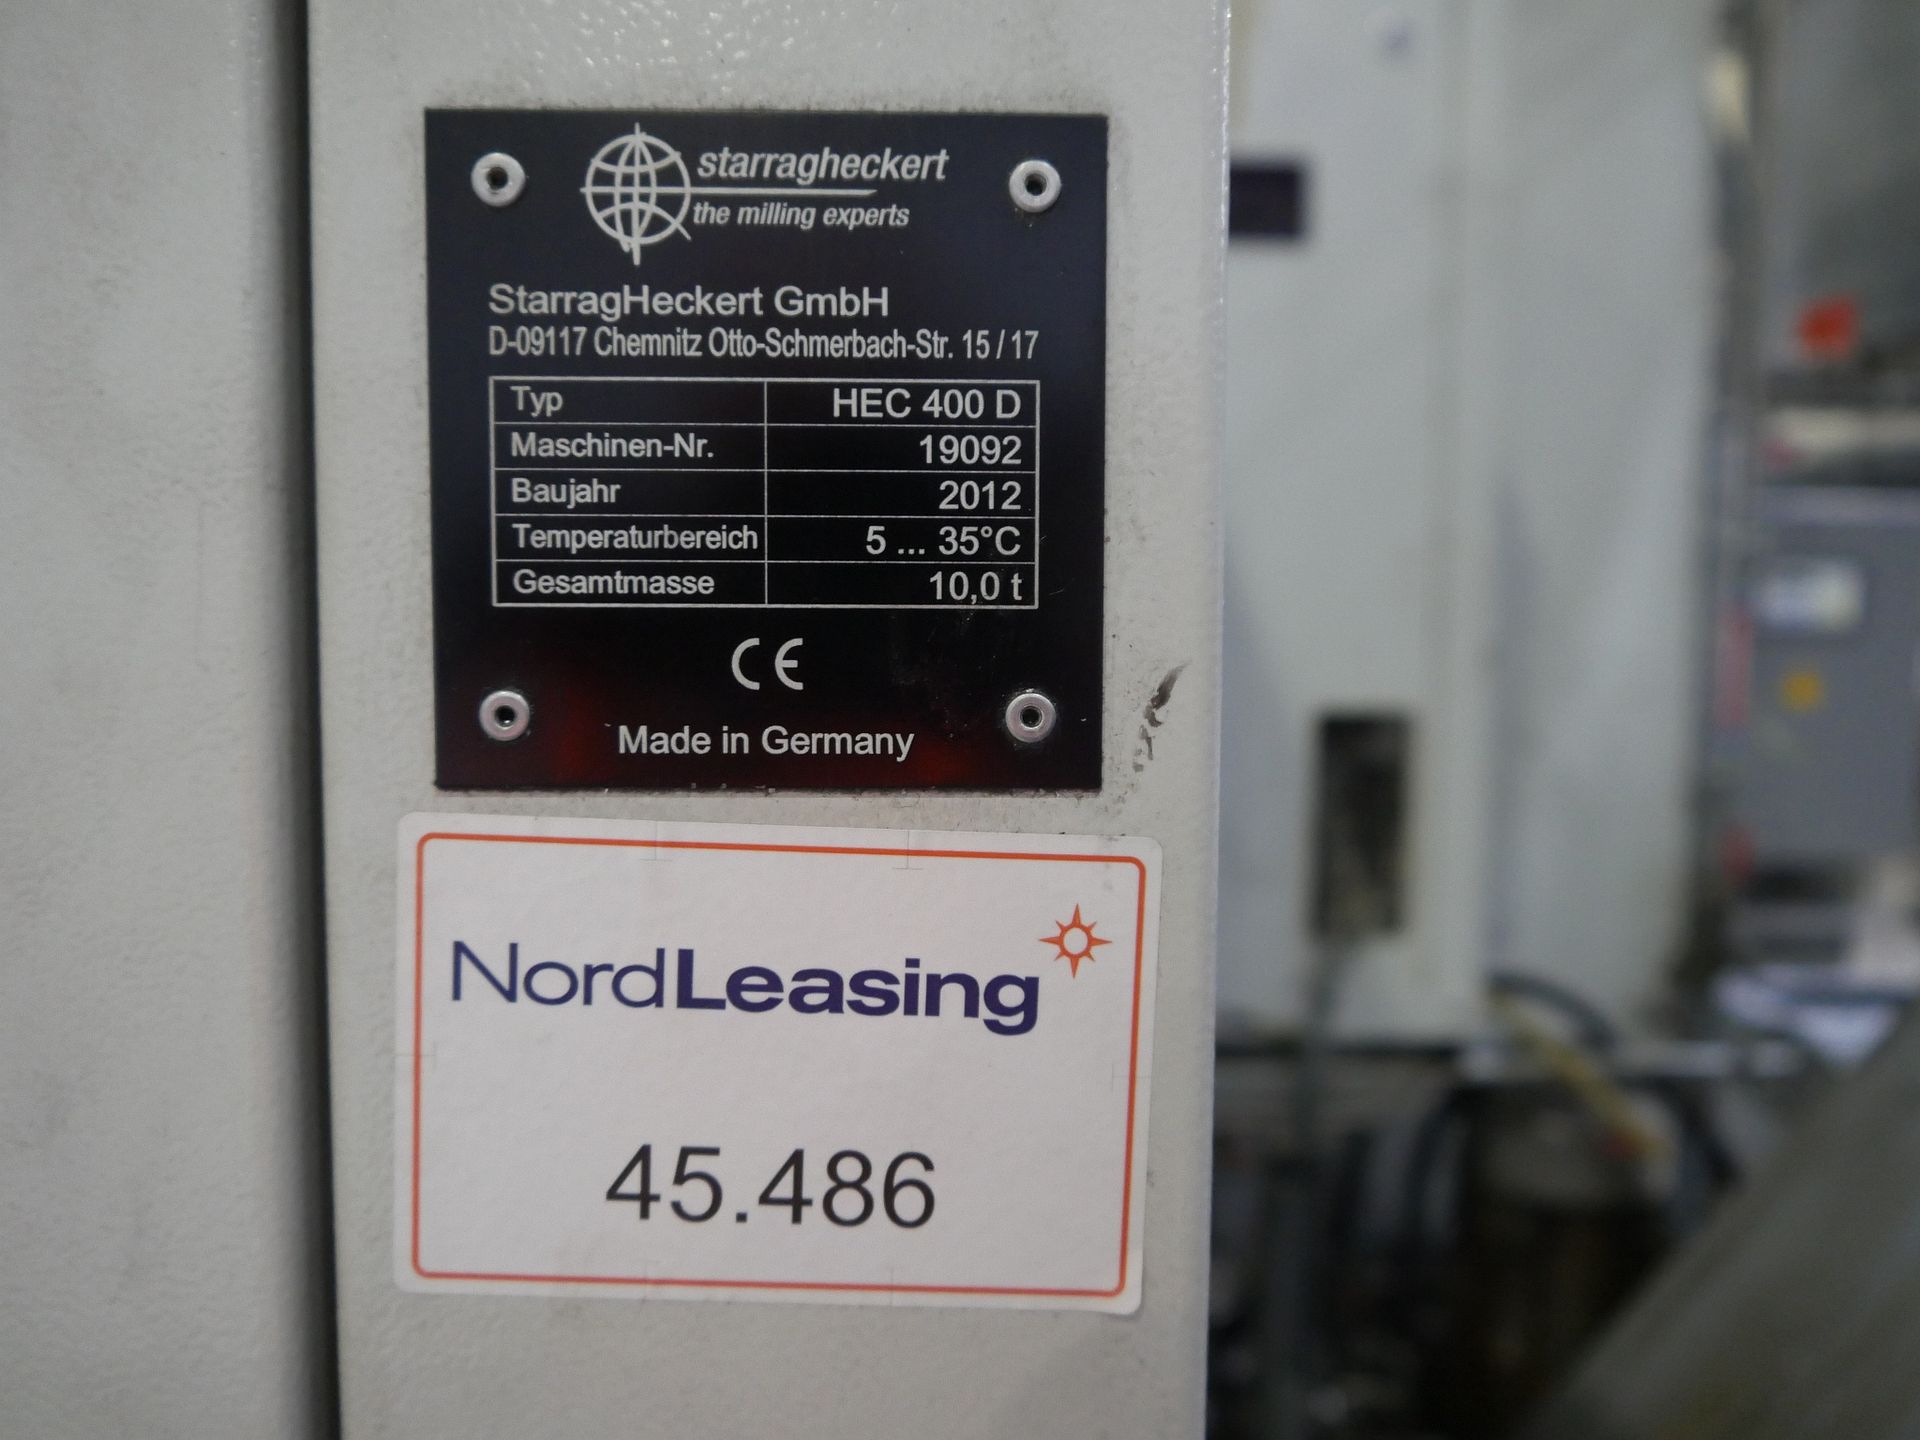 starragheckert
the milling experts
StarragHeckert GmbH
D-09117 Chemnitz Otto-Schmerbach-Str. 15 / 17
Typ HEC 400 D
Maschinen-Nr. 19092
Baujahr 2012
Temperaturbereich 5 ... 35°C
Gesamtmasse 10,0 t
CE
Made in Germany
NordLeasing
45.486